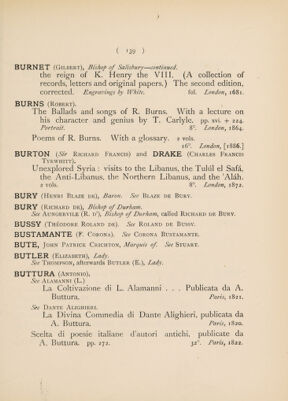 ( 139 )
BURNET (GILBERT), Bishop of Salisbury—continued.
the reign of K. Henry the VIII. (A collection of
records, letters and original papers.) The second edition,
corrected. Engravings by White. fol. London, 1681.
BURNS (ROBERT).
The Ballads and songs of R. Burns. With a lecture on
his character and genius by T. Carlyle. pp. xvi. + 224.
Portrait. 8°. London, 1864.
Poems of R. Burns. With a glossary. 2 vols.
16°. London, [1886.]
BURTON (Sir RICHARD FRANCIS) and DRAKE (CHARLES FRANCIS
TYRWHITT).
Unexplored Syria: visits to the Libanus, the Tulúl el Safá,
the Anti-Libanus, the Northern Libanus, and the 'Aláh.
2 vols. 8°. London, 1872.
BURY (HENRI BLAZE DE), Baron. See BLAZE DE BURY.
BURY (RICHARD DE), Bishop of Durham.
See AUNGERVILE (R. D'), Bishop of Durham, called RICHARD DE BURY.
BUSSY (THÉODORE ROLAND DE). See ROLAND DE BUSSY.
BUSTAMANTE (F. CORONA). See CORONA BUSTAMANTE.
BUTE, JOHN PATRICK CRICHTON, Marquis of. See STUART.
BUTLER (ELIZABETH), Lady.
See THOMPSON, afterwards BUTLER (E.), Lady.
BUTTURA (ANTONIO).
See ALAMANNI (L.)
La Coltivazione di L. Alamanni . . . Publicata da A.
Buttura. Paris, 1821.
See DANTE ALIGHIERI.
La Divina Commedia di Dante Alighieri, publicata da
A. Buttura. Paris, 1820.
Scelta di poesie italiane d'autori antichi, publicate da
A. Buttura. pp. 272. 32°. Paris, 1822.